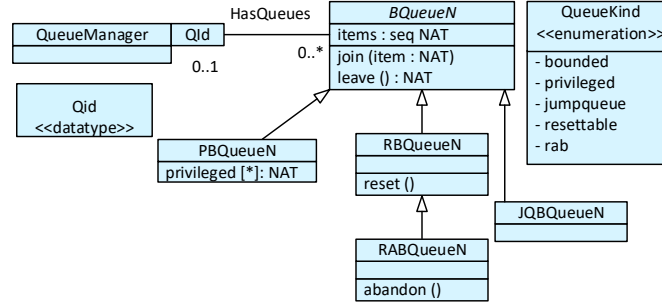 HasQueues
QueueManager
QId
0..1
0..*
BQueueN
items : seq NAT
join (item : NAT)
leave () : NAT
QueueKind
<<enumeration>>
- bounded
- privileged
- jumpqueue
- resettable
- rab
Qid
<<datatype>>
PBQueueN
privileged [*]: NAT
RBQueueN
reset ()
JQBQueueN
RABQueueN
abandon ()